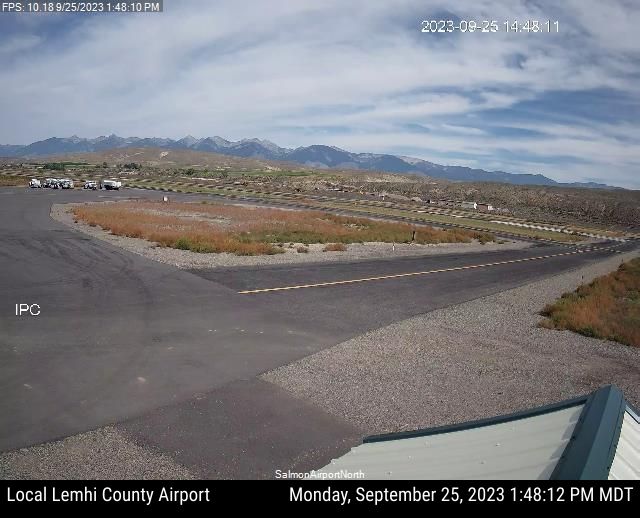 FPS: 10.18 9/25/2023 1:48:10 PM
2023-09-25 14:48:11
IPC
SalmonAirportNorth
Local Lemhi County Airport Monday, September 25, 2023 1:48:12 PM MDT